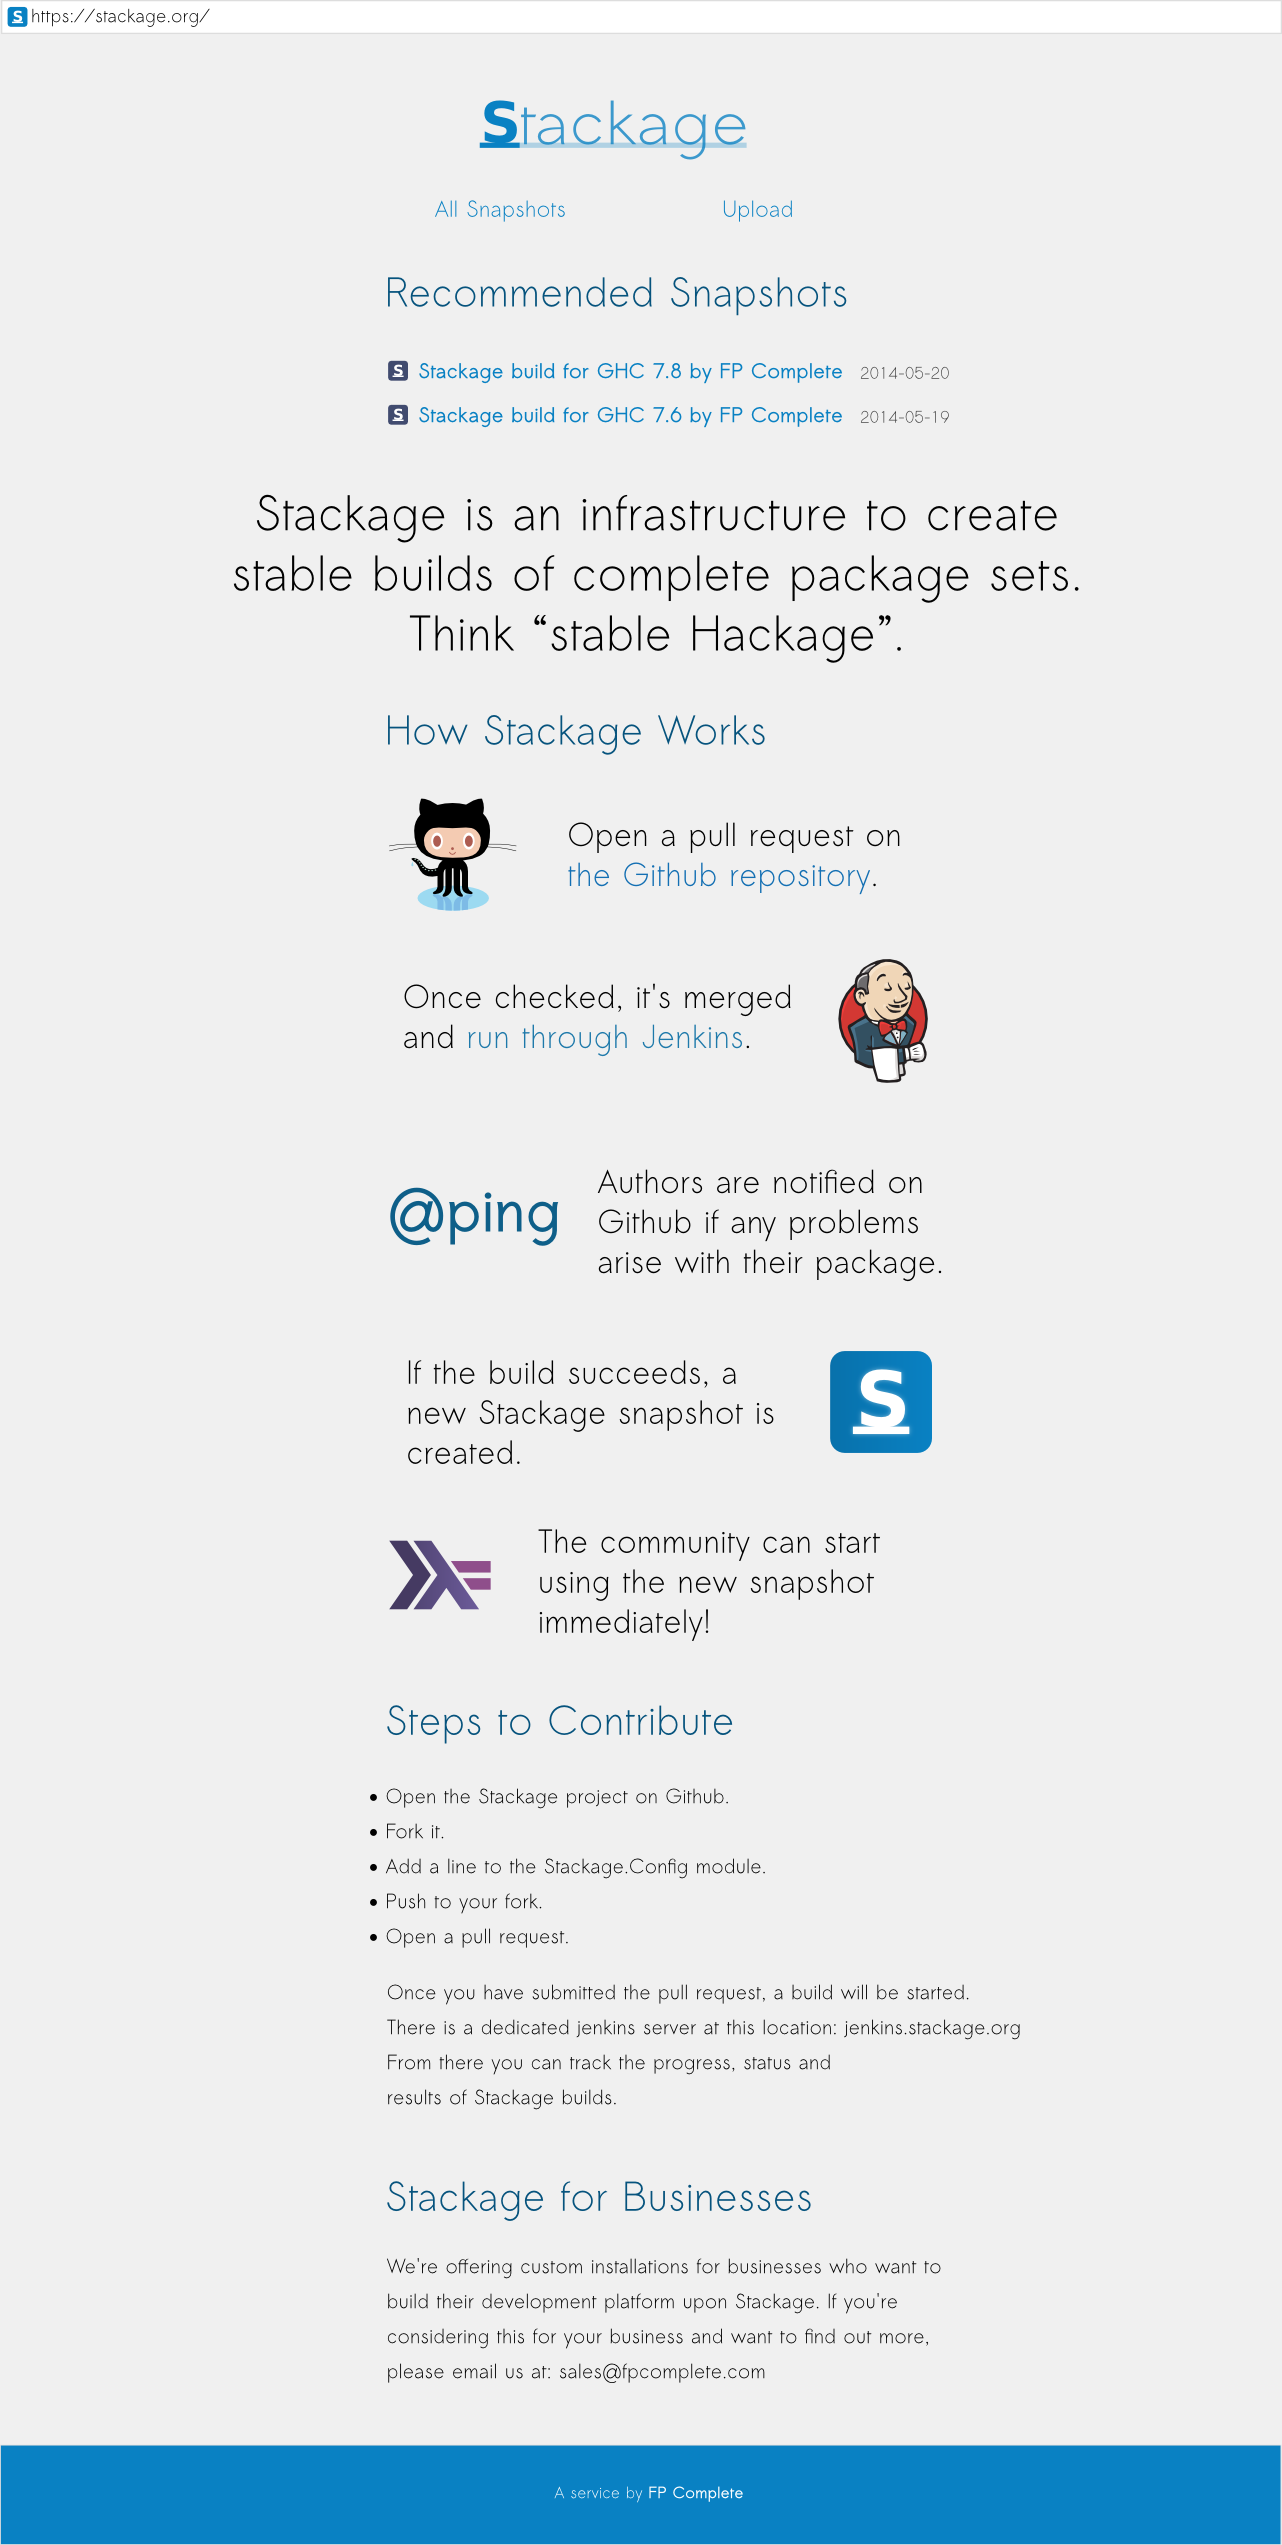 S https://stackage.org/
Stackage
All Snapshots Upload
Recommended Snapshots
S Stackage build for GHC 7.8 by FP Complete 2014-05-20
S Stackage build for GHC 7.6 by FP Complete 2014-05-19
Stackage is an infrastructure to create
stable builds of complete package sets.
Think “stable Hackage”.
How Stackage Works
Open a pull request on
the Github repository.
Once checked, it's merged
and run through Jenkins.
@ping
Authors are notified on
Github if any problems
arise with their package.
If the build succeeds, a
new Stackage snapshot is
created.
S
The community can start
using the new snapshot
immediately!
Steps to Contribute
• Open the Stackage project on Github.
• Fork it.
• Add a line to the Stackage.Config module.
• Push to your fork.
• Open a pull request.
Once you have submitted the pull request, a build will be started.
There is a dedicated jenkins server at this location: jenkins.stackage.org
From there you can track the progress, status and
results of Stackage builds.
Stackage for Businesses
We're offering custom installations for businesses who want to
build their development platform upon Stackage. If you're
considering this for your business and want to find out more,
please email us at: sales@fpcomplete.com
A service by FP Complete